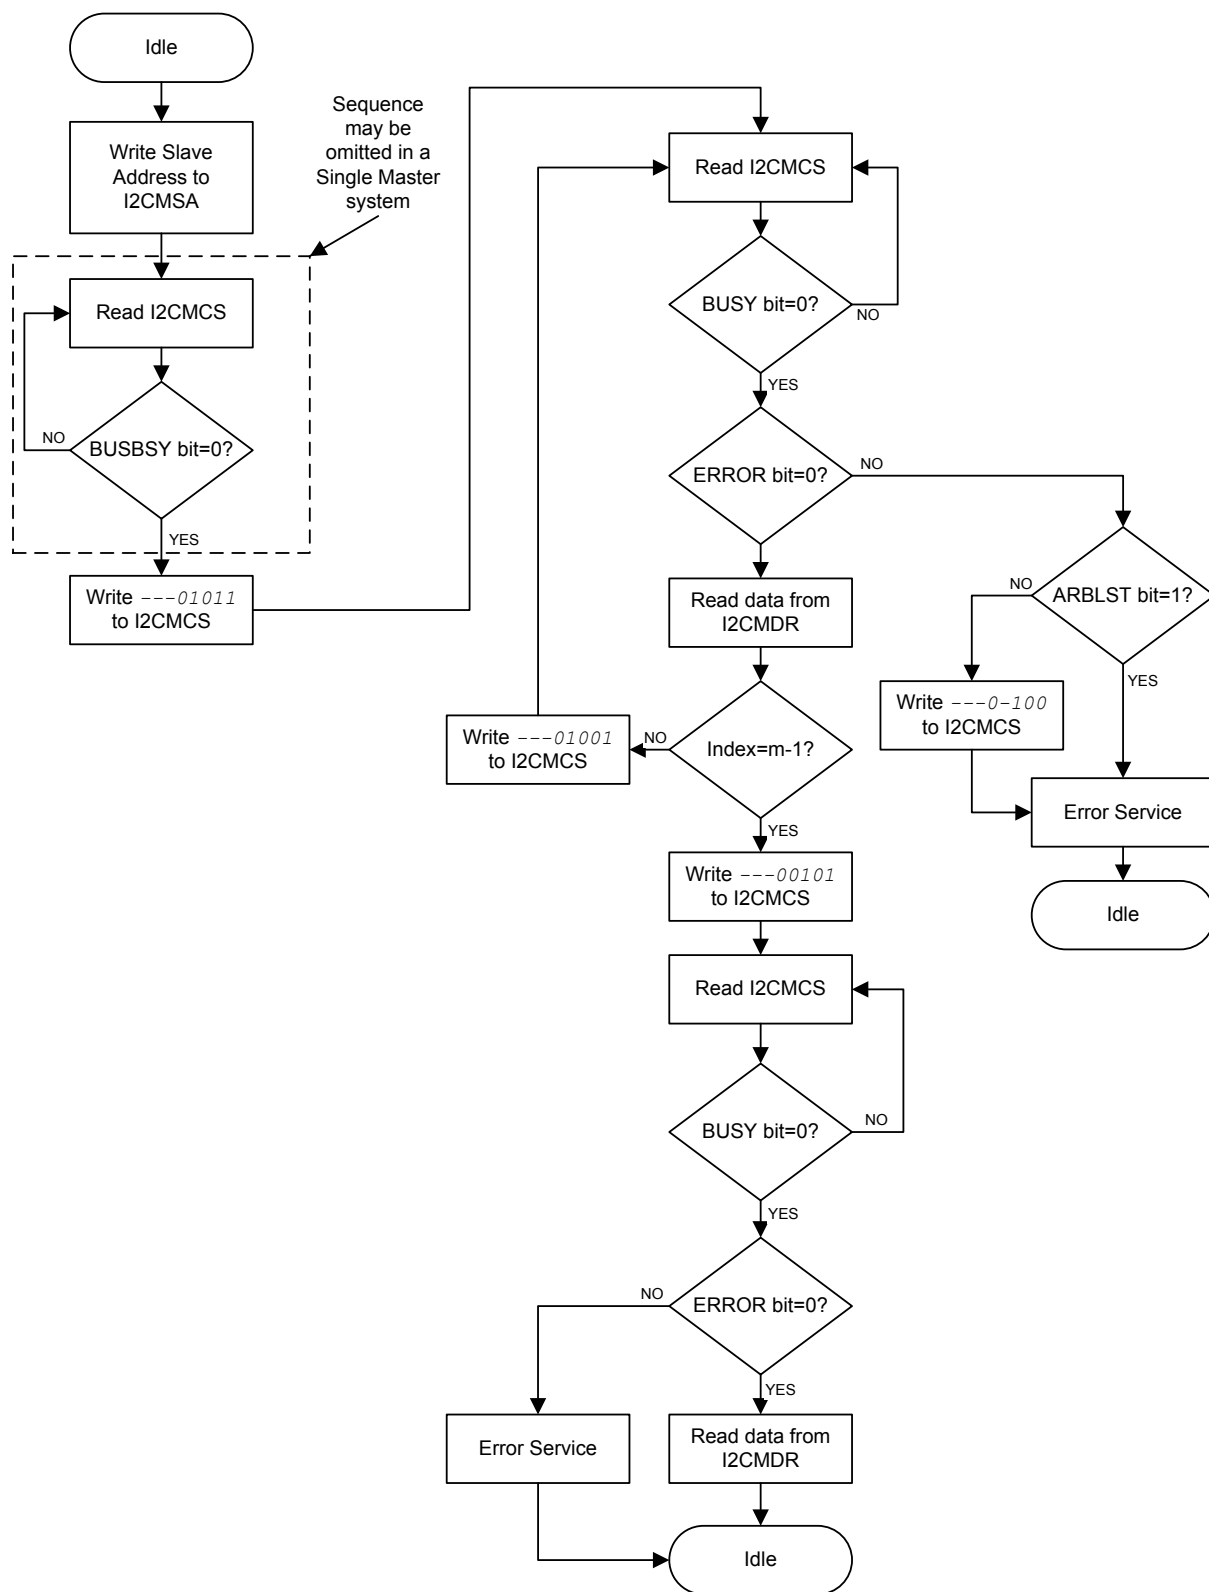 Idle
Write Slave
Address to
I2CMSA
Sequence
may be
omitted in a
Single Master
system
Read I2CMCS
BUSBSY bit=0?
NO
YES
Write ---01011
to I2CMCS
Read I2CMCS
BUSY bit=0?
NO
YES
ERROR bit=0?
NO
YES
ARBLST bit=1?
NO
YES
Write ---0-100
to I2CMCS
Error Service
Idle
Read data from
I2CMDR
Index=m-1?
NO
Write ---01001
to I2CMCS
YES
Write ---00101
to I2CMCS
Read I2CMCS
BUSY bit=0?
NO
YES
ERROR bit=0?
NO
YES
Error Service
Read data from
I2CMDR
Idle